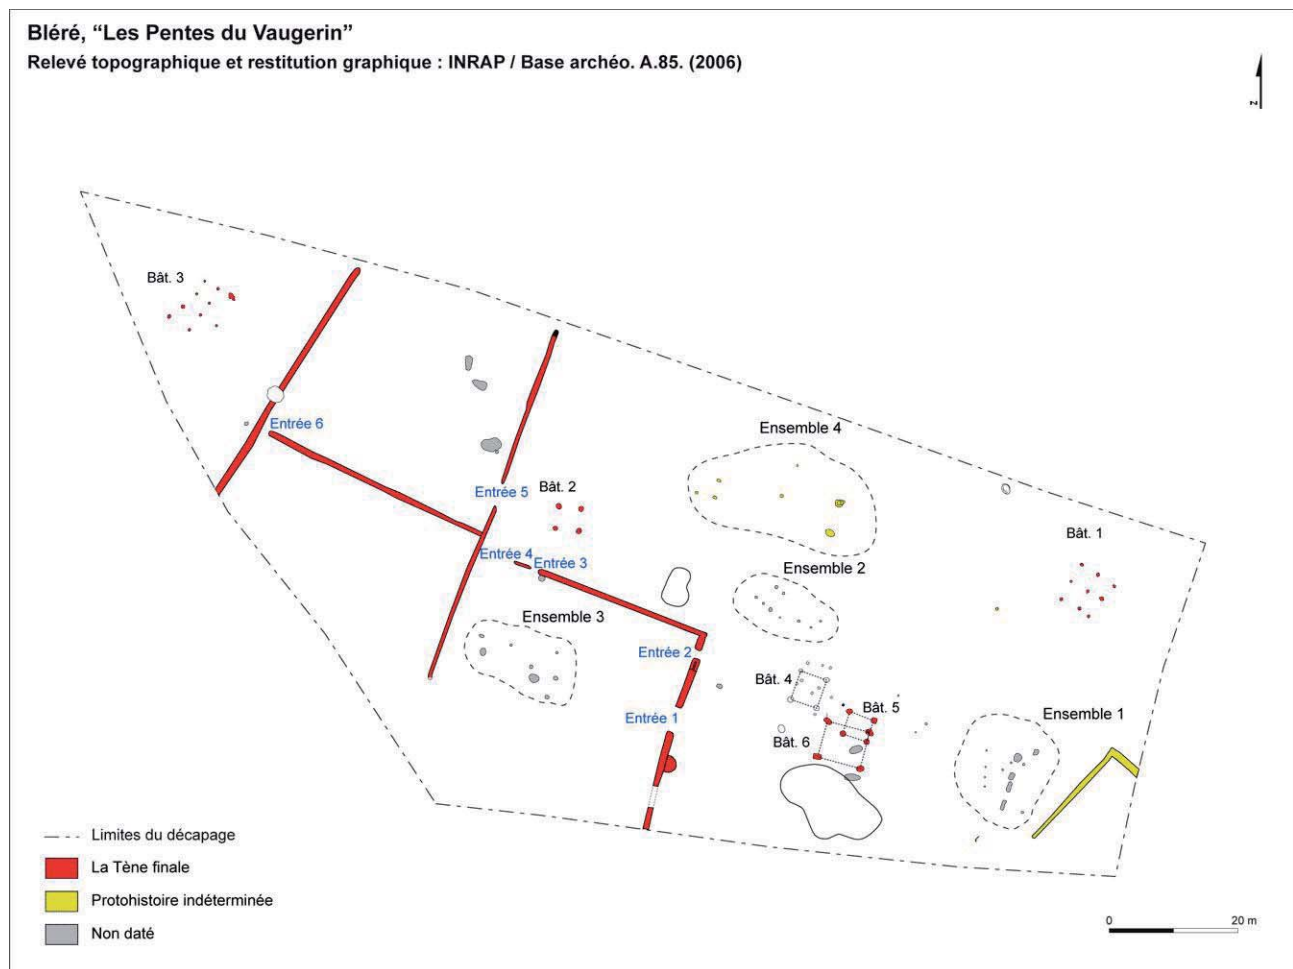 Bléré, “Les Pentes du Vaugerin”
Relevé topographique et restitution graphique : INRAP / Base archéo. A.85. (2006)
N
Bât. 3
Entrée 6
Ensemble 4
Entrée 5
Bât. 2
Bât. 1
Entrée 4
Entrée 3
Ensemble 2
Ensemble 3
Entrée 2
Bât. 4
Entrée 1
Bât. 5
Ensemble 1
Bât. 6
Limites du décapage
La Tène finale
Protohistoire indéterminée
Non daté
0
20 m